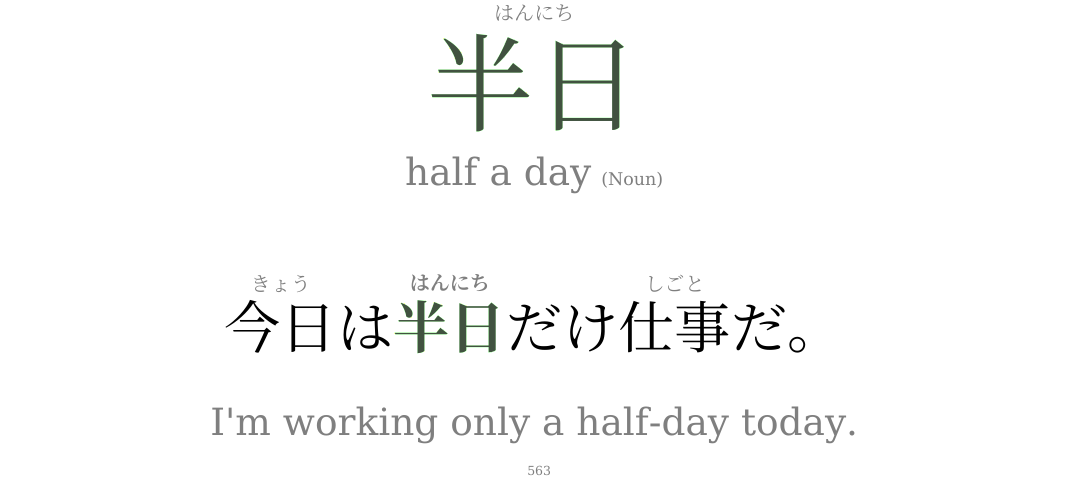 はんにち
半日
half a day (Noun)
きょう はんにち しごと
今日は半日だけ仕事だ。
I'm working only a half-day today.
563